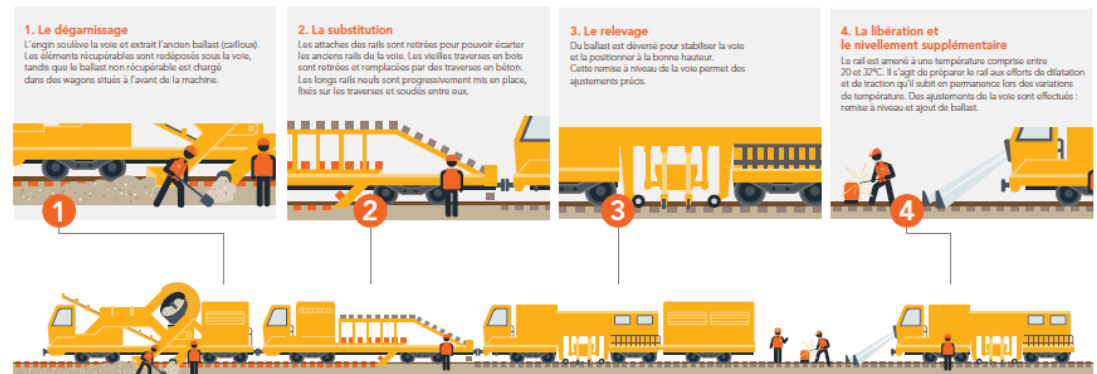 1. Le dégarnissage
L'engin soulève la voie et extrait l'ancien ballast (cailloux).
Les éléments récupérables sont redéposés sous la voie,
tandis que le ballast non récupérable est chargé
dans des wagons situés à l'avant de la machine.
2. La substitution
Les attaches des rails sont retirées pour pouvoir écarter
les anciens rails de la voie. Les vieilles traverses en bois
sont retirées et remplacées par des traverses en béton.
Les longs rails neufs sont progressivement mis en place,
fixés sur les traverses et soudés entre eux.
3. Le relevage
Du ballast est déversé pour stabiliser la voie
et la positionner à la bonne hauteur.
Cette remise à niveau de la voie permet des
ajustements précis.
4. La libération et
le nivellement supplémentaire
Le rail est amené à une température comprise entre
20 et 32°C. Il s'agit de préparer le rail aux efforts de dilatation
et de traction qu'il subit en permanence lors des variations
de température. Des ajustements de la voie sont effectués :
remise à niveau et ajout de ballast.
1
2
3
4